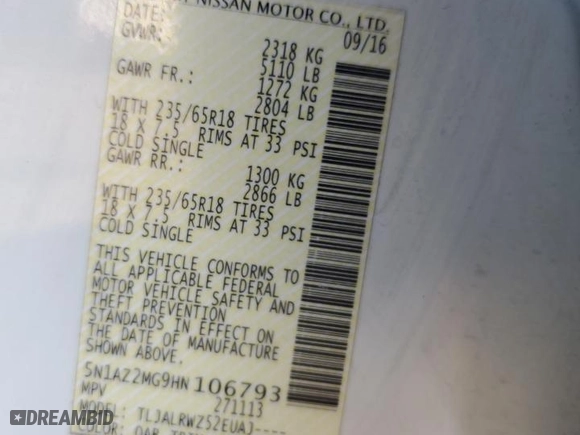 NISSAN MOTOR CO., LTD.
DATE: 09/16
GVWR: 2318 KG
5110 LB
GAWR FR.: 1272 KG
2804 LB
WITH 235/65R18 TIRES
18 X 7.5 RIMS AT 33 PSI
COLD SINGLE
GAWR RR.: 1300 KG
2866 LB
WITH 235/65R18 TIRES
18 X 7.5 RIMS AT 33 PSI
COLD SINGLE
THIS VEHICLE CONFORMS TO
ALL APPLICABLE FEDERAL
MOTOR VEHICLE SAFETY AND
THEFT PREVENTION
STANDARDS IN EFFECT ON
THE DATE OF MANUFACTURE
SHOWN ABOVE.
5N1AZ2MG9HN106793
MPV 271113
MODEL: TLJALRWZ52EUAJ----
COLOR: QAB
DREAMBID